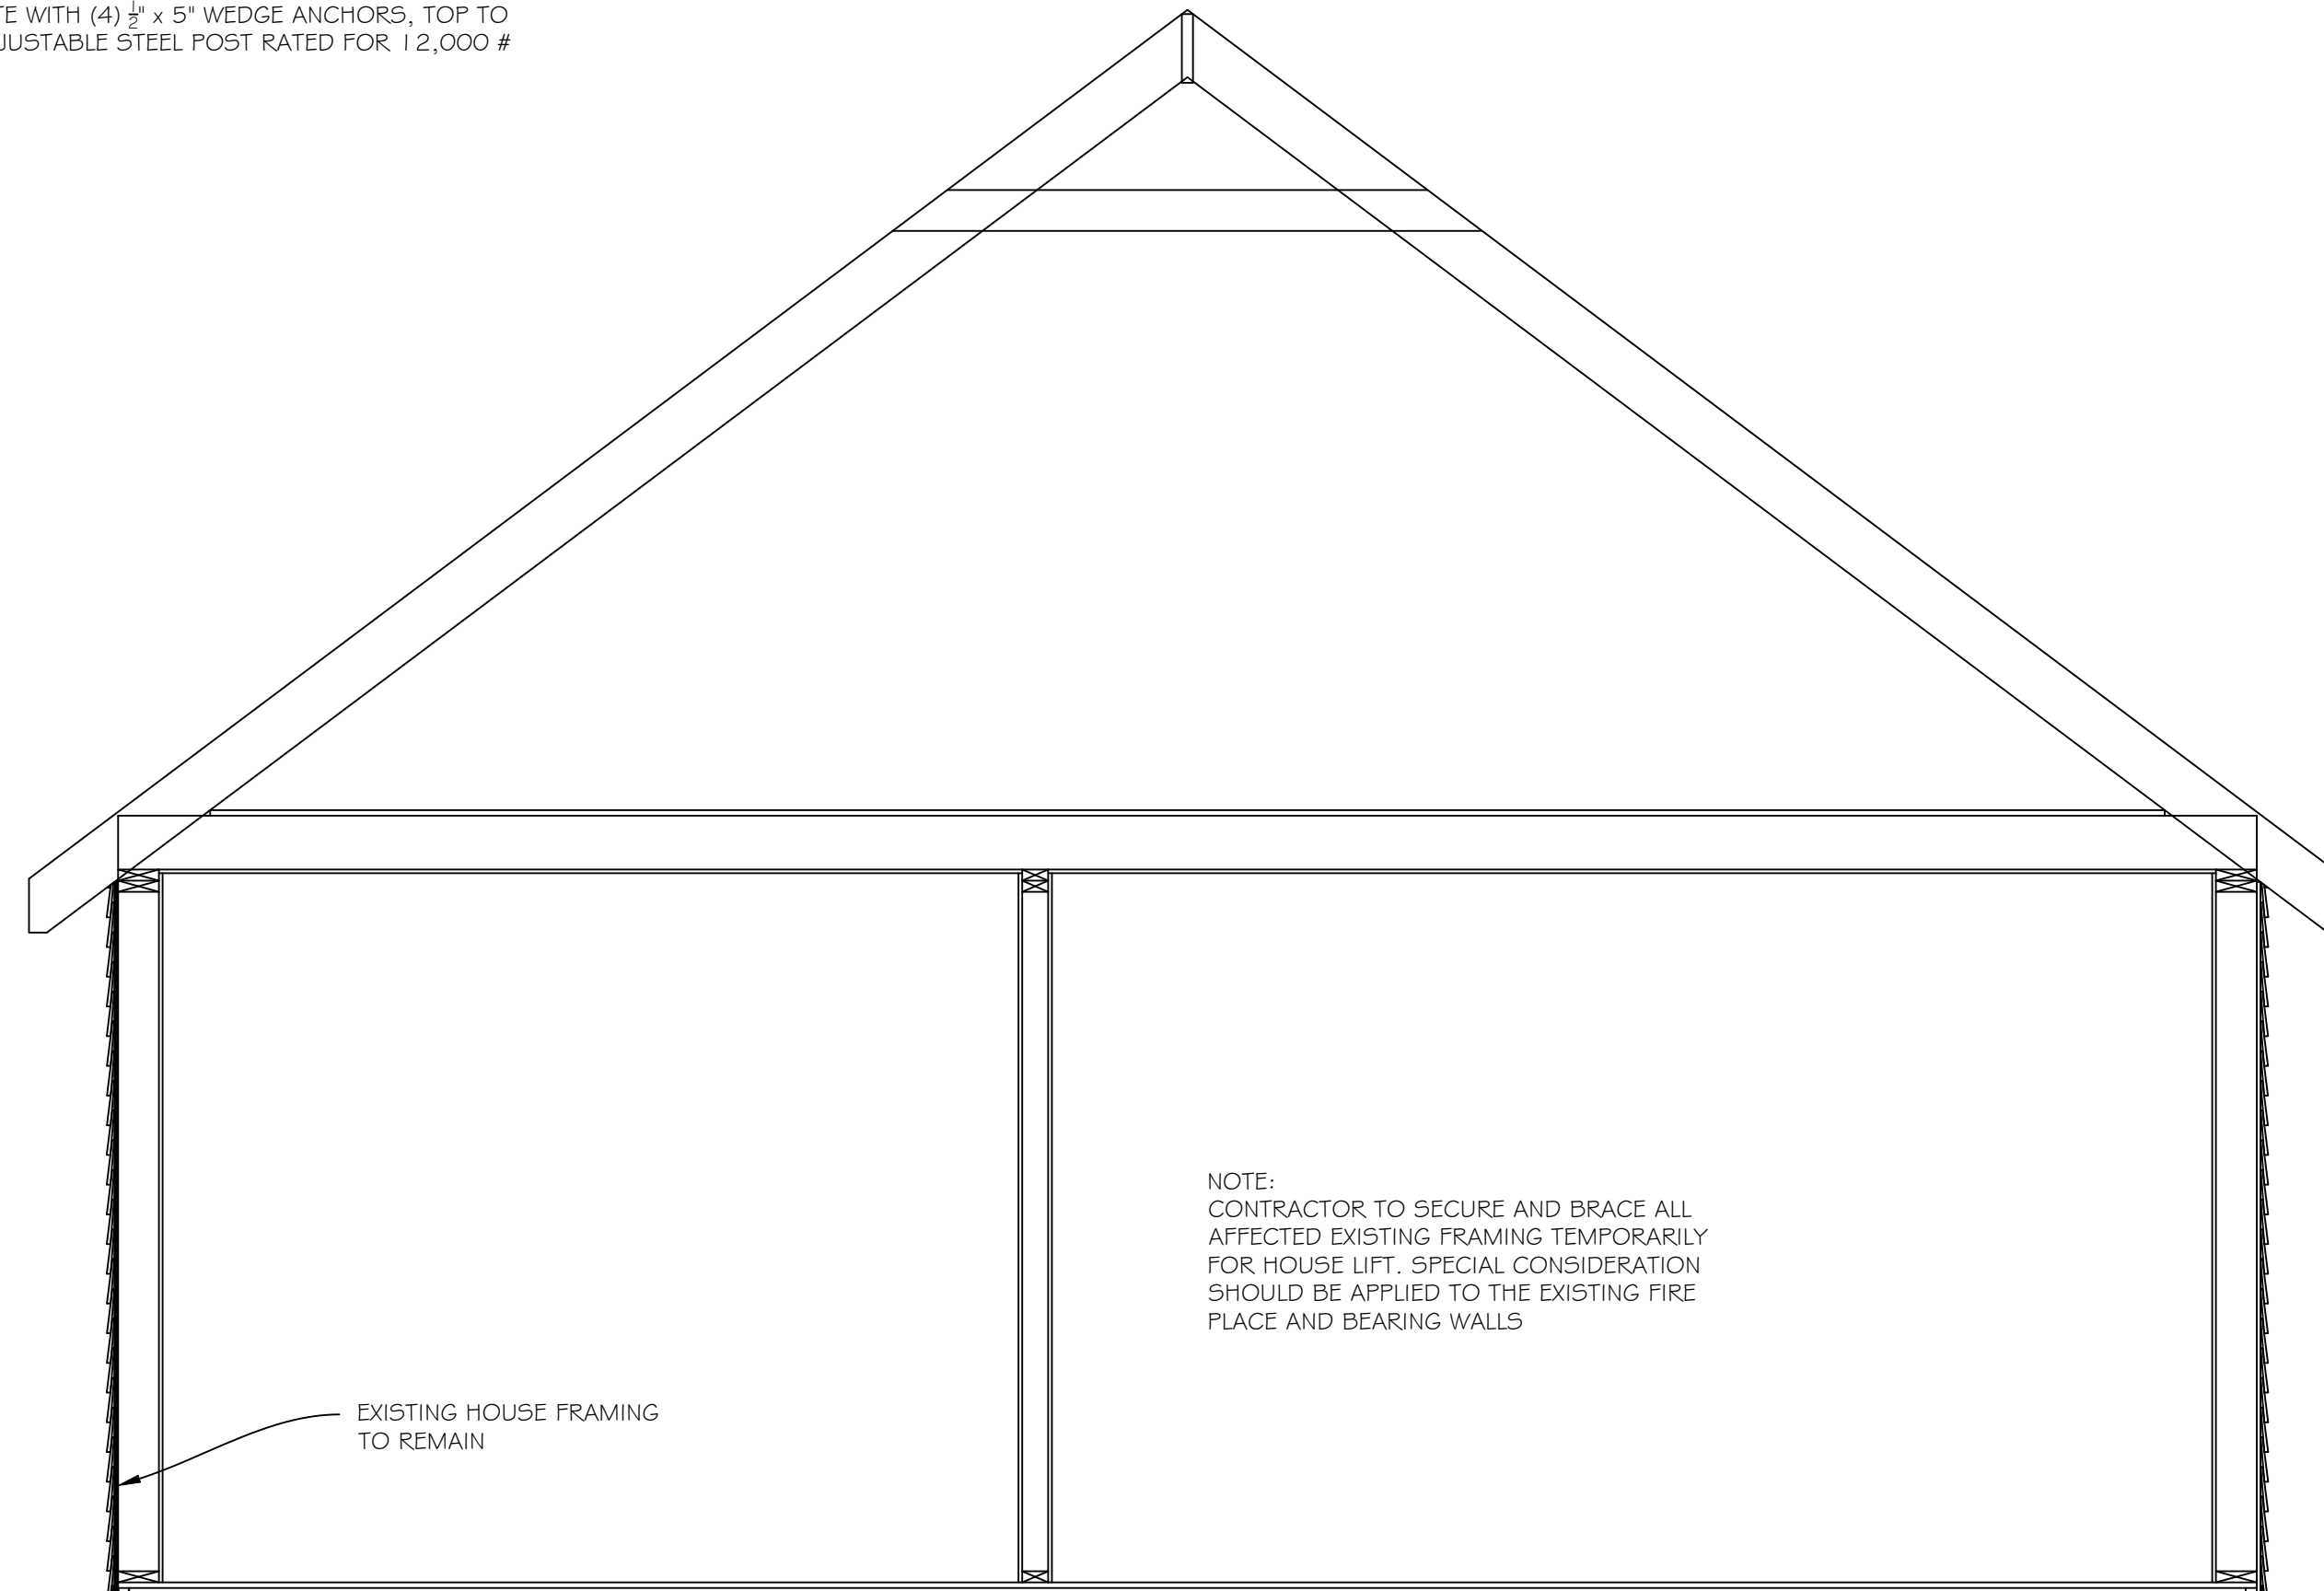 WITH (4) ½" x 5" WEDGE ANCHORS, TOP TO
STEEL POST RATED FOR 12,000 #
NOTE:
CONTRACTOR TO SECURE AND BRACE ALL
AFFECTED EXISTING FRAMING TEMPORARILY
FOR HOUSE LIFT. SPECIAL CONSIDERATION
SHOULD BE APPLIED TO THE EXISTING FIRE
PLACE AND BEARING WALLS
EXISTING HOUSE FRAMING
TO REMAIN